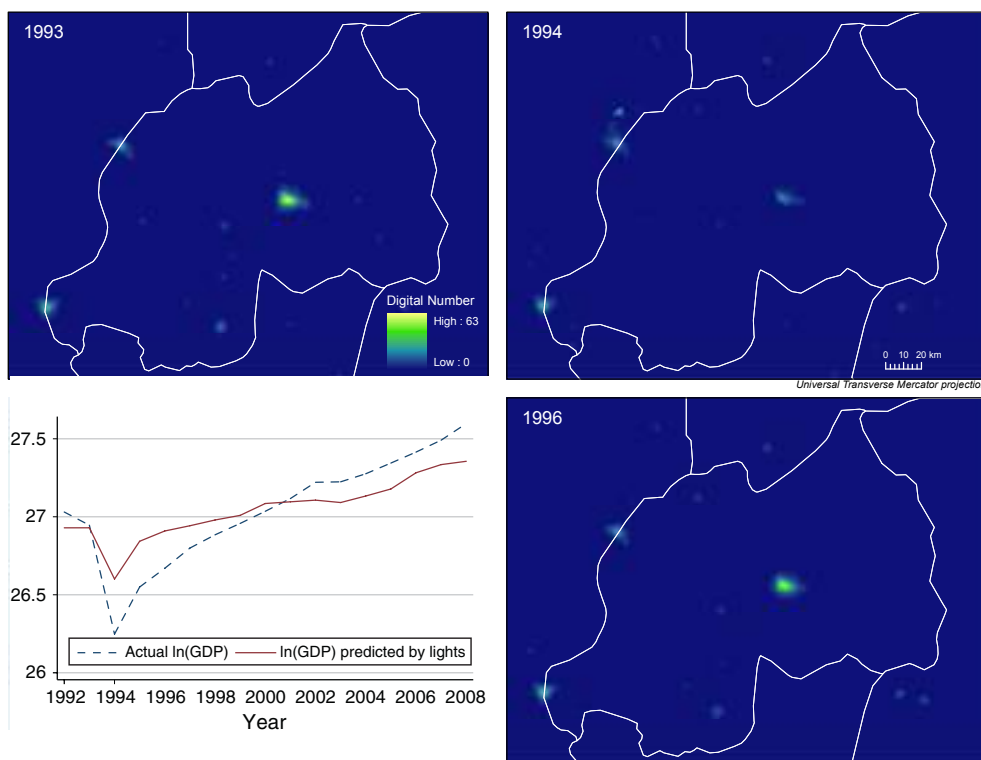 1993
Digital Number
High : 63
Low : 0
1994
0 10 20 km
Universal Transverse Mercator projectio
27.5
27
26.5
26
Actual ln(GDP)
ln(GDP) predicted by lights
1992 1994 1996 1998 2000 2002 2004 2006 2008
Year
1996